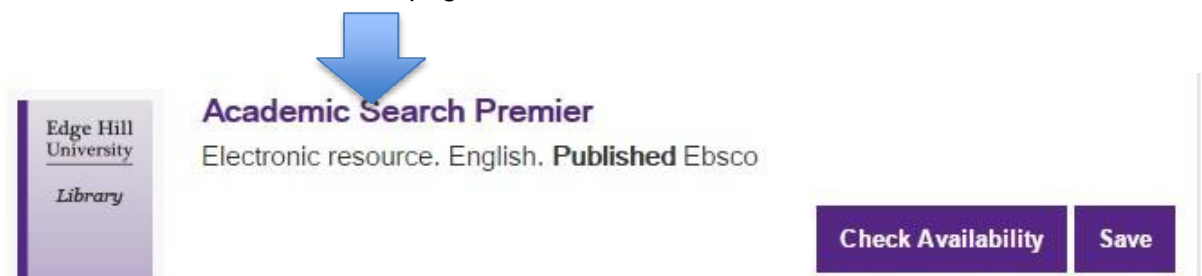 Edge Hill
University
Library
Academic Search Premier
Electronic resource. English. Published Ebsco
Check Availability
Save